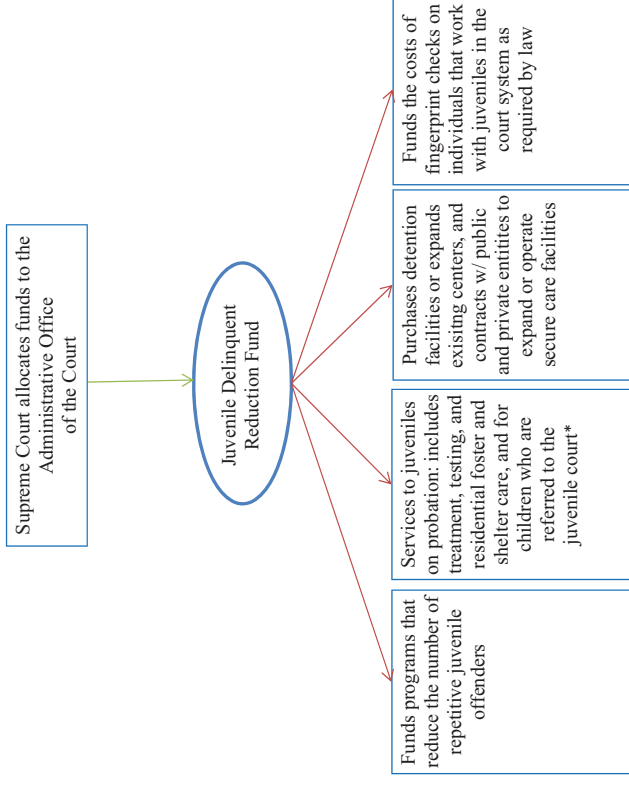 Supreme Court allocates funds to the
Administrative Office
of the Court
Juvenile Delinquent
Reduction Fund
Funds programs that
reduce the number of
repetitive juvenile
offenders
Services to juveniles
on probation: includes
treatment, testing, and
residential foster and
shelter care, and for
children who are
referred to the
juvenile court*
Purchases detention
facilities or expands
exisitng centers, and
contracts w/ public
and private entitites to
expand or operate
secure care facilities
Funds the costs of
fingerprint checks on
individuals that work
with juveniles in the
court system as
required by law